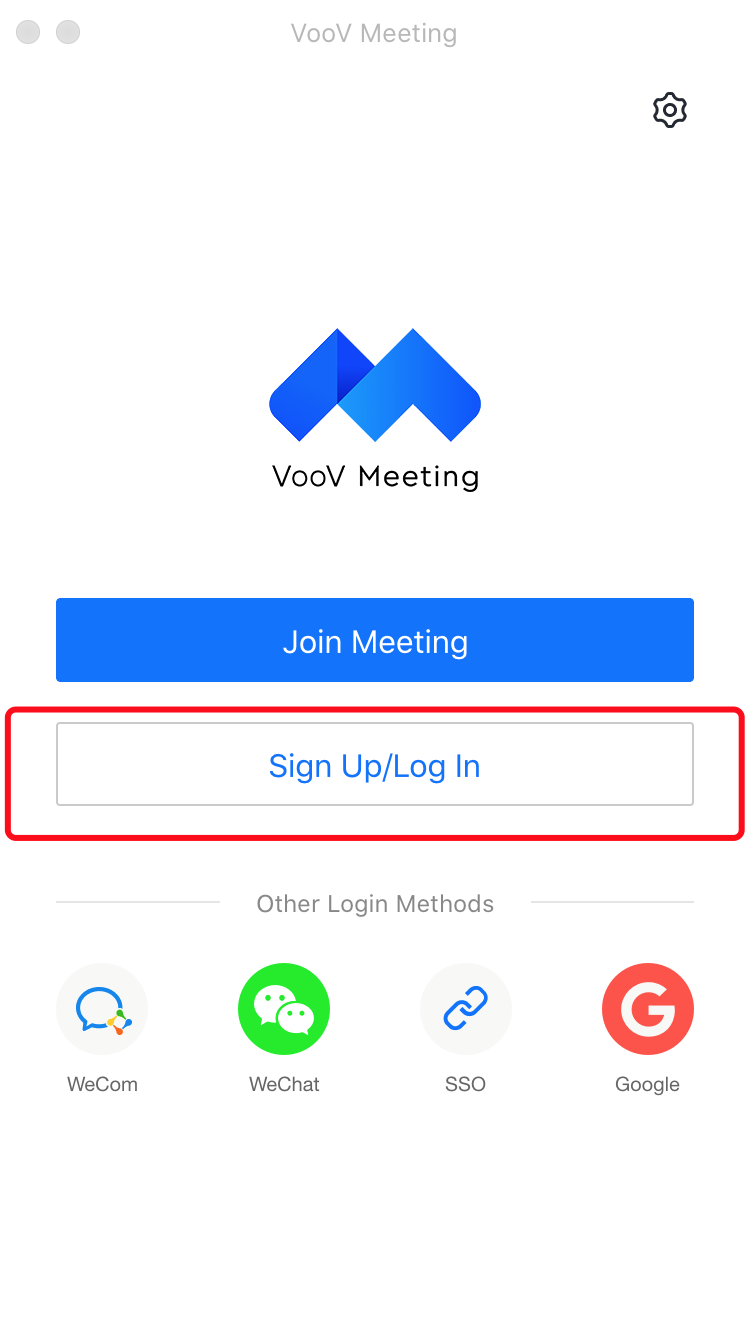 VooV Meeting
VooV Meeting
Join Meeting
Sign Up/Log In
Other Login Methods
WeCom WeChat SSO Google